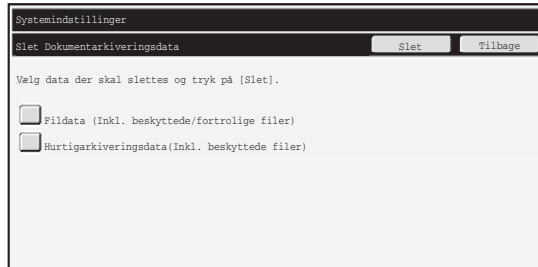 Systemindstillinger
Slet Dokumentarkiveringsdata Slet Tilbage
Vælg data der skal slettes og tryk på [Slet].
Fildata (Inkl. beskyttede/fortrolige filer)
Hurtigarkiveringsdata(Inkl. beskyttede filer)